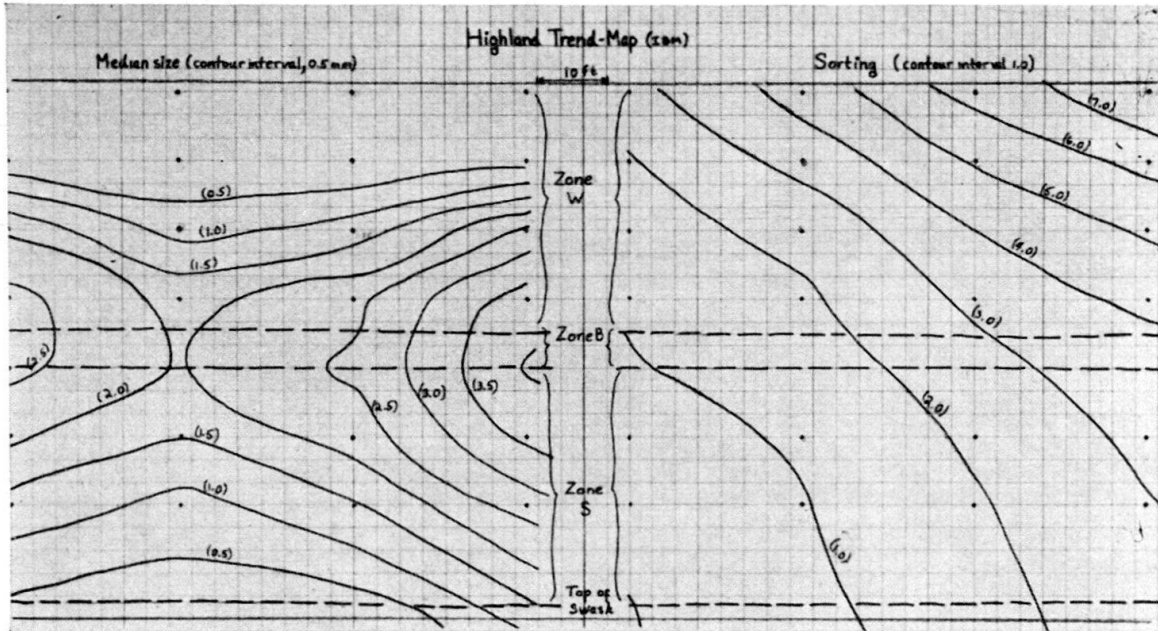 Highland Trend-Map (IBM)
Median size (contour interval, 0.5mm)
10 ft
Sorting (contour interval 1.0)
(7.0)
(6.0)
(5.0)
(4.0)
(3.0)
(2.0)
(1.0)
(0.5)
(1.0)
(1.5)
(2.5)
(2.0)
(2.5)
(3.0)
(3.5)
(1.5)
(1.0)
(0.5)
Zone
W
Zone B
Zone
S
Top of
Swash